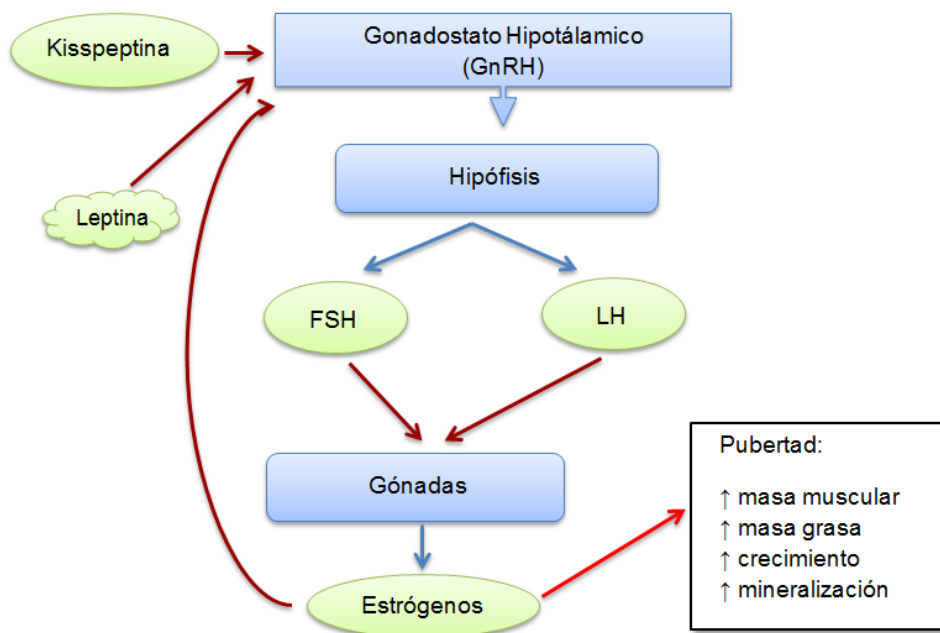 Kisspeptina
Gonadostato Hipotálamico
(GnRH)
Hipófisis
Leptina
FSH
LH
Gónadas
Estrógenos
Pubertad:
↑ masa muscular
↑ masa grasa
↑ crecimiento
↑ mineralización